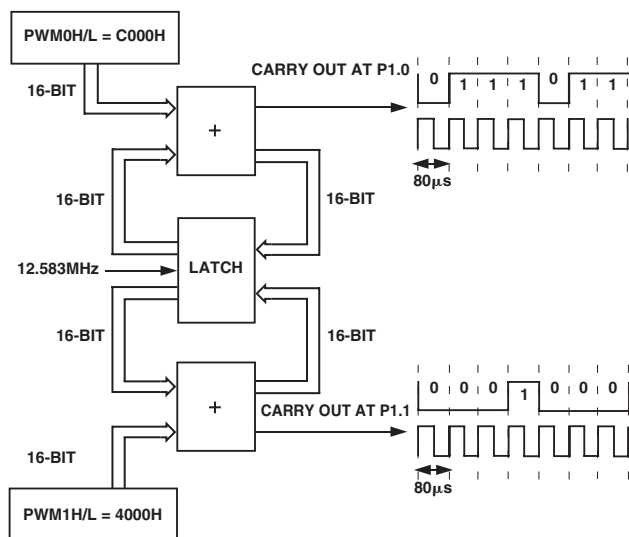 PWM0H/L = C000H
16-BIT
CARRY OUT AT P1.0
0 1 1 1 0 1 1
+
80μs
16-BIT
16-BIT
12.583MHz
LATCH
16-BIT
16-BIT
0 0 0 1 0 0 0
+
CARRY OUT AT P1.1
16-BIT
80μs
PWM1H/L = 4000H